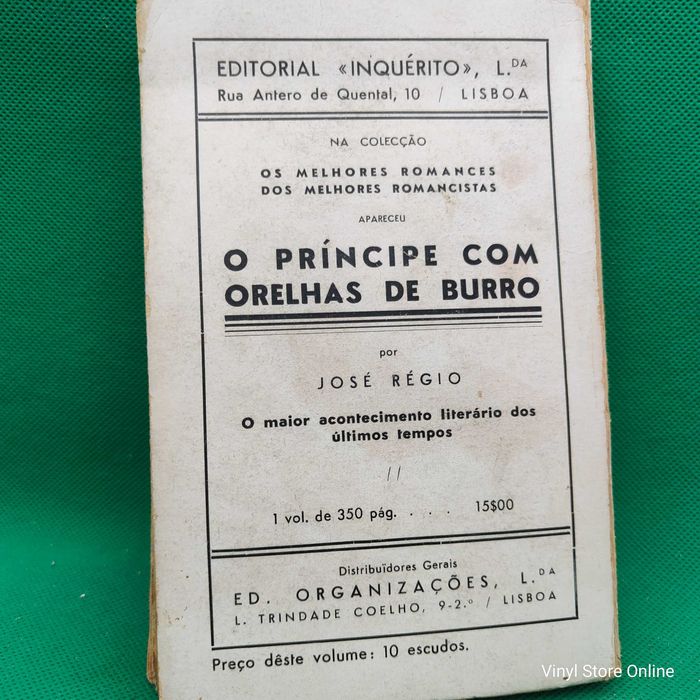 EDITORIAL «INQUÉRITO», L.DA
Rua Antero de Quental, 10 / LISBOA
NA COLECÇÃO
OS MELHORES ROMANCES
DOS MELHORES ROMANCISTAS
APARECEU
O PRÍNCIPE COM
ORELHAS DE BURRO
por
JOSÉ RÉGIO
O maior acontecimento literário dos
últimos tempos
//
1 vol. de 350 pág. . . . . 15$00
Distribuïdores Gerais
ED. ORGANIZAÇÕES, L.DA
L. TRINDADE COELHO, 9-2.º / LISBOA
Preço dêste volume: 10 escudos.
Vinyl Store Online